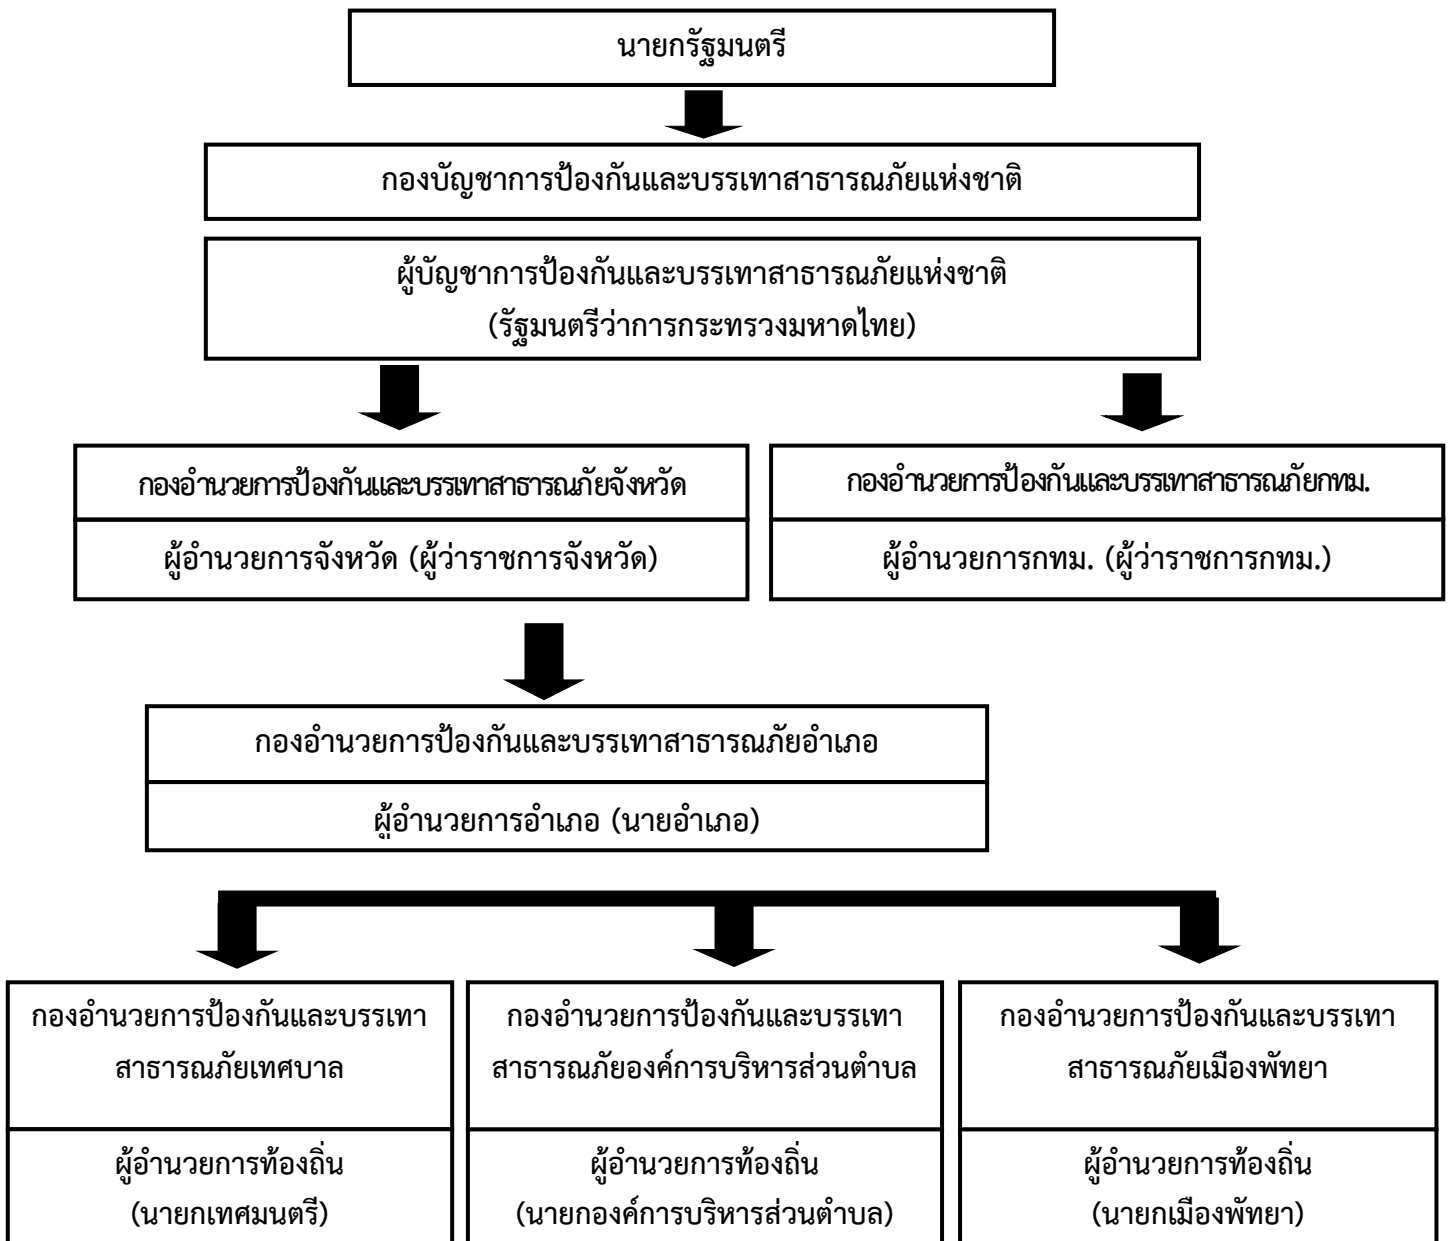 นายกรัฐมนตรี
กองบัญชาการป้องกันและบรรเทาสาธารณภัยแห่งชาติ
ผู้บัญชาการป้องกันและบรรเทาสาธารณภัยแห่งชาติ
(รัฐมนตรีว่าการกระทรวงมหาดไทย)
กองอำนวยการป้องกันและบรรเทาสาธารณภัยจังหวัด
ผู้อำนวยการจังหวัด (ผู้ว่าราชการจังหวัด)
กองอำนวยการป้องกันและบรรเทาสาธารณภัยกทม.
ผู้อำนวยการกทม. (ผู้ว่าราชการกทม.)
กองอำนวยการป้องกันและบรรเทาสาธารณภัยอำเภอ
ผู้อำนวยการอำเภอ (นายอำเภอ)
กองอำนวยการป้องกันและบรรเทา
สาธารณภัยเทศบาล
ผู้อำนวยการท้องถิ่น
(นายกเทศมนตรี)
กองอำนวยการป้องกันและบรรเทา
สาธารณภัยองค์การบริหารส่วนตำบล
ผู้อำนวยการท้องถิ่น
(นายกองค์การบริหารส่วนตำบล)
กองอำนวยการป้องกันและบรรเทา
สาธารณภัยเมืองพัทยา
ผู้อำนวยการท้องถิ่น
(นายกเมืองพัทยา)